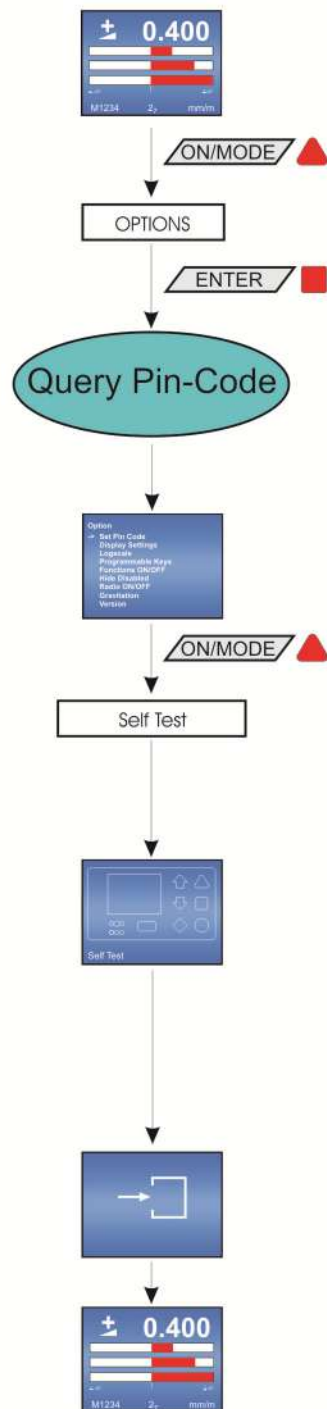 ± 0.400
M1234 2₇ mm/m
ON/MODE
OPTIONS
ENTER
Query Pin-Code
Option
-> Set Pin Code
Display Settings
Logscale
Programmable Keys
Functions ON/OFF
Hide Disabled
Radio ON/OFF
Gravitation
Version
ON/MODE
Self Test
Self Test
± 0.400
M1234 2₇ mm/m